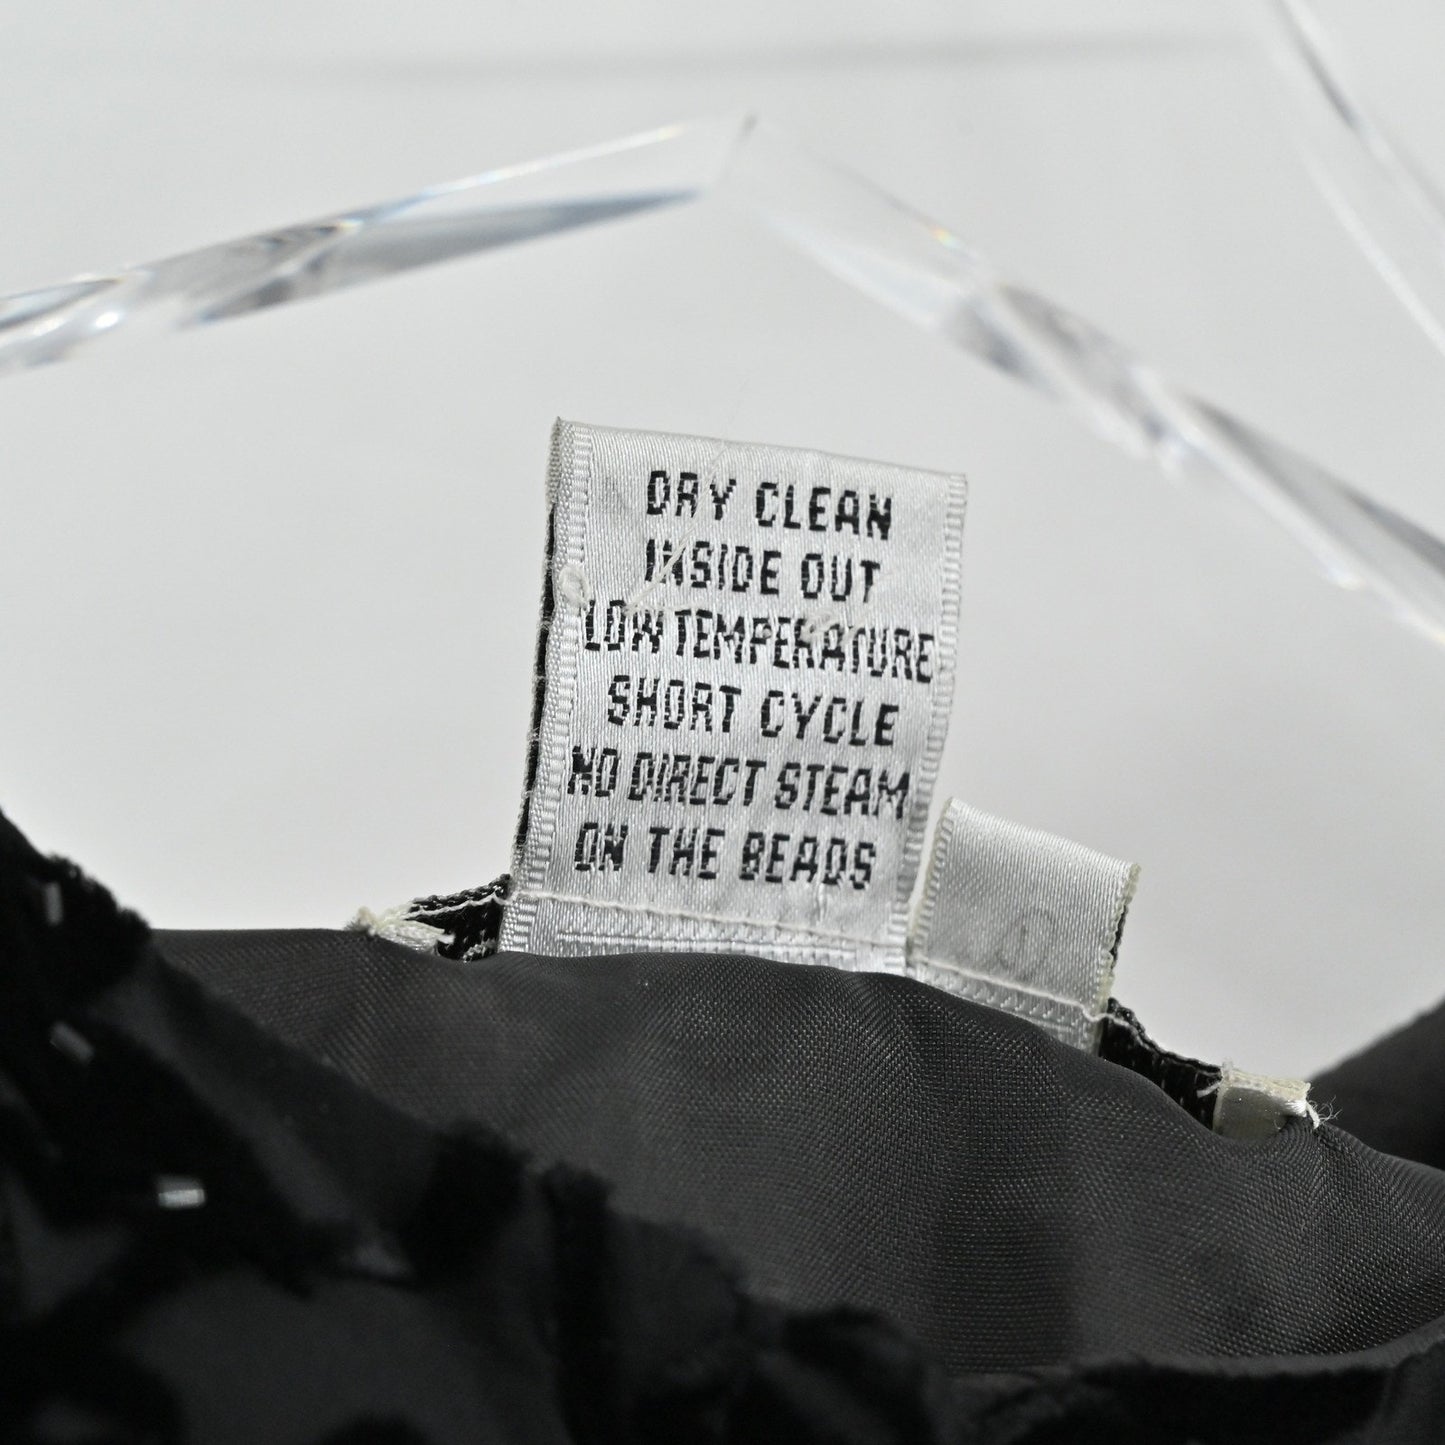 DRY CLEAN
INSIDE OUT
LOW TEMPERATURE
SHORT CYCLE
NO DIRECT STEAM
ON THE BEADS